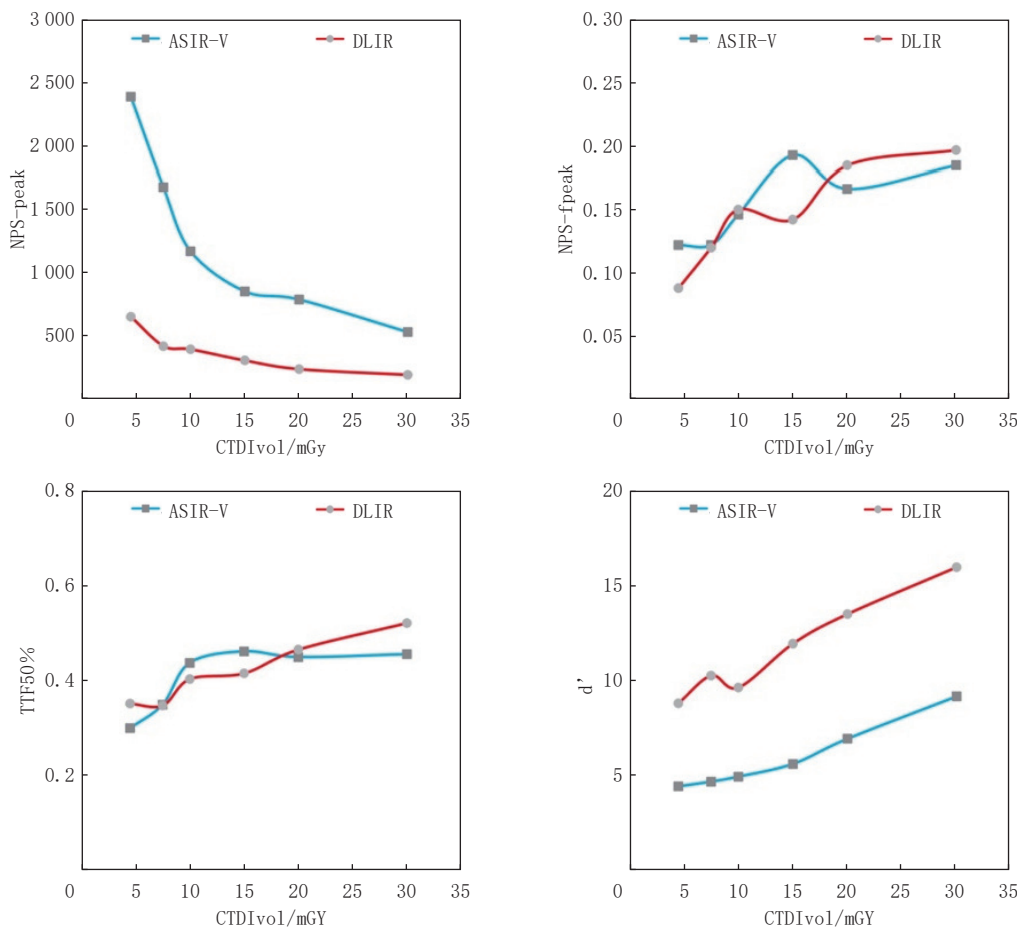 3 000
2 500
2 000
1 500
1 000
500
0
NPS-peak
ASIR-V DLIR
5 10 15 20 25 30 35
CTDIvol/mGy
0.30
0.25
0.20
0.15
0.10
0.05
0
NPS-fpeak
ASIR-V DLIR
5 10 15 20 25 30 35
CTDIvol/mGy
0.8
0.6
0.4
0.2
0
TTF50%
ASIR-V DLIR
5 10 15 20 25 30 35
CTDIvol/mGY
20
15
10
5
0
d'
ASIR-V DLIR
5 10 15 20 25 30 35
CTDIvol/mGY